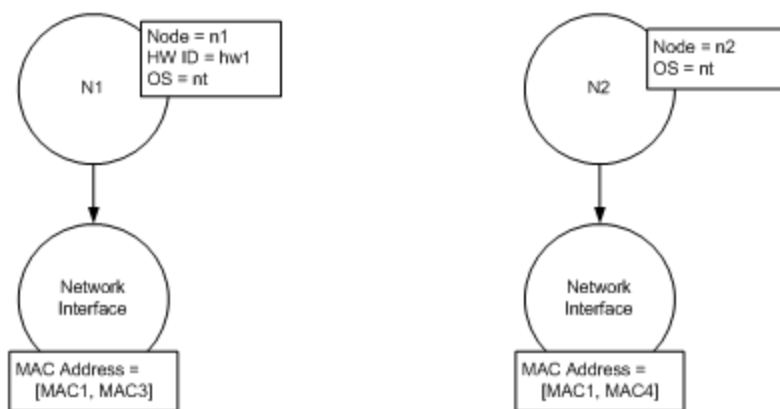 N1
Node = n1
HW ID = hw1
OS = nt
Network
Interface
MAC Address =
[MAC1, MAC3]
N2
Node = n2
OS = nt
Network
Interface
MAC Address =
[MAC1, MAC4]